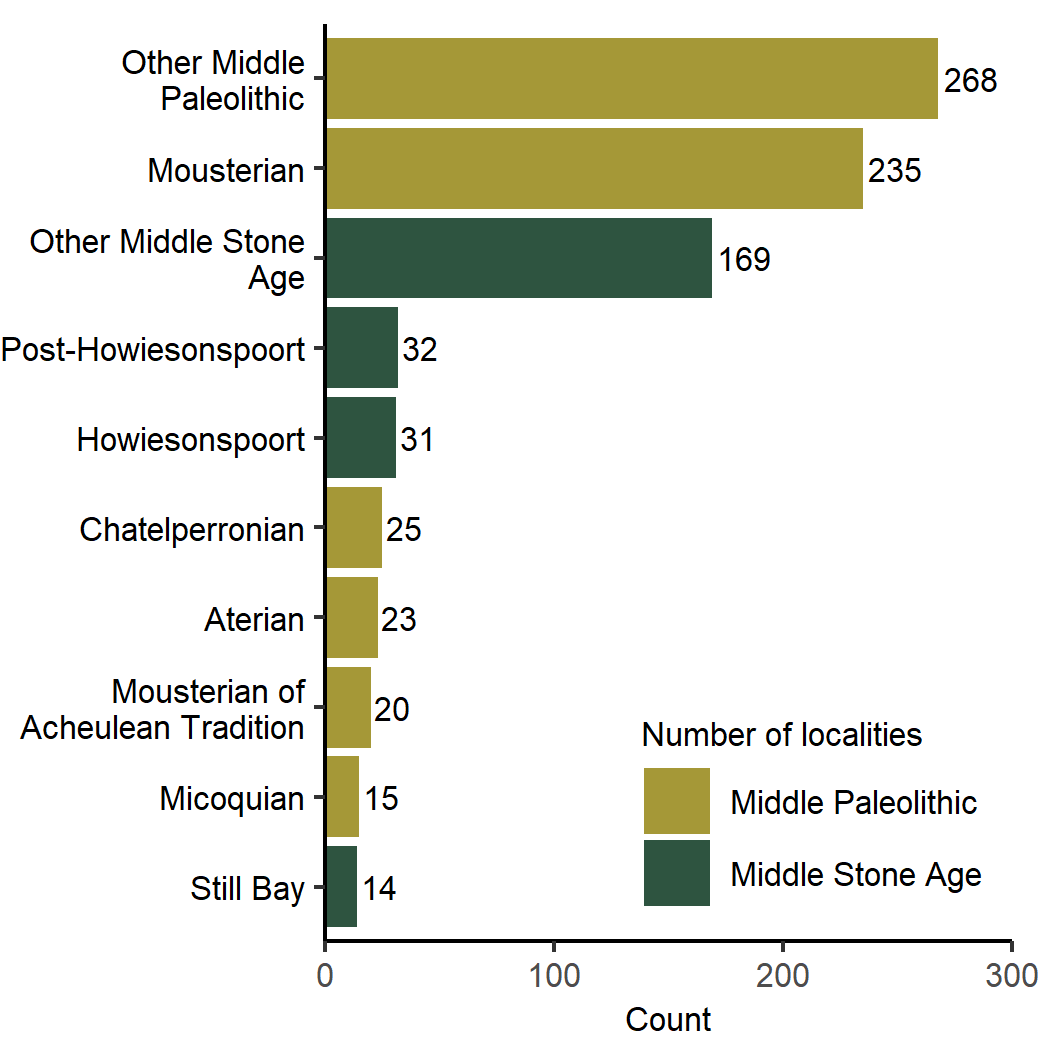 Other Middle
Paleolithic
268
Mousterian
235
Other Middle Stone
Age
169
Post-Howiesonspoort
32
Howiesonspoort
31
Chatelperronian
25
Aterian
23
Mousterian of
Acheulean Tradition
20
Micoquian
15
Still Bay
14
Number of localities
Middle Paleolithic
Middle Stone Age
0 100 200 300
Count